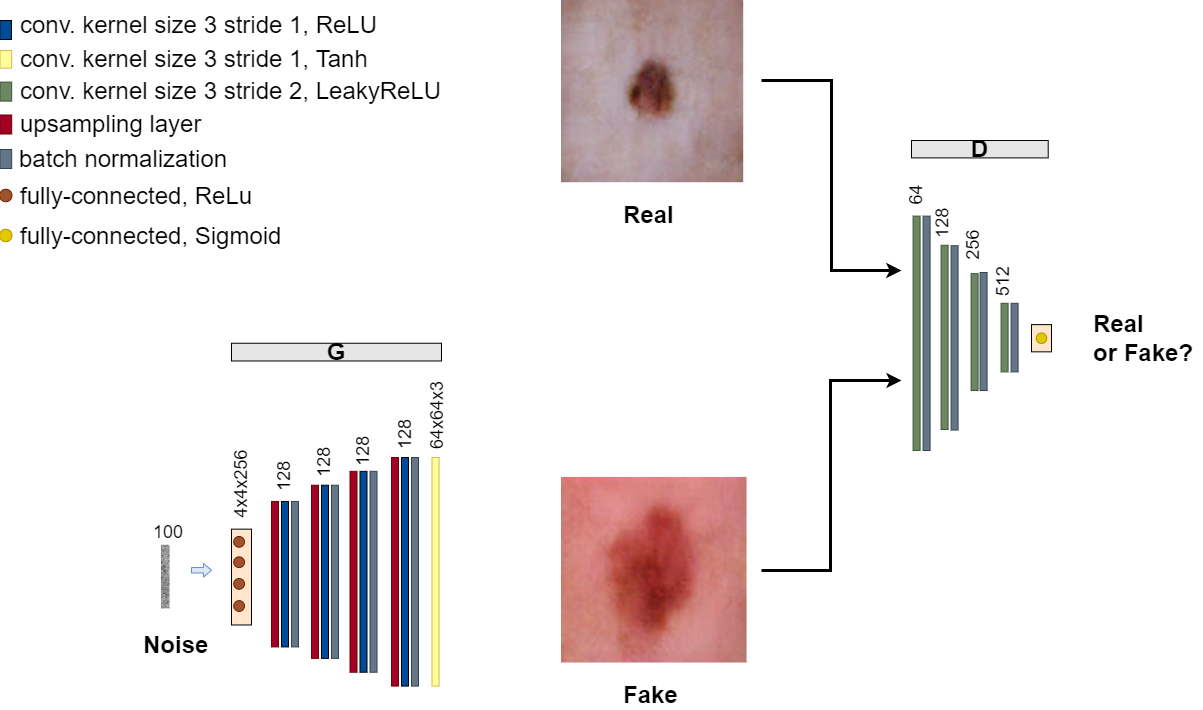 conv. kernel size 3 stride 1, ReLU
conv. kernel size 3 stride 1, Tanh
conv. kernel size 3 stride 2, LeakyReLU
upsampling layer
batch normalization
fully-connected, ReLu
fully-connected, Sigmoid
Real
D
64
128
256
512
Real
or Fake?
G
100
4x4x256
128
128
128
128
64x64x3
Noise
Fake